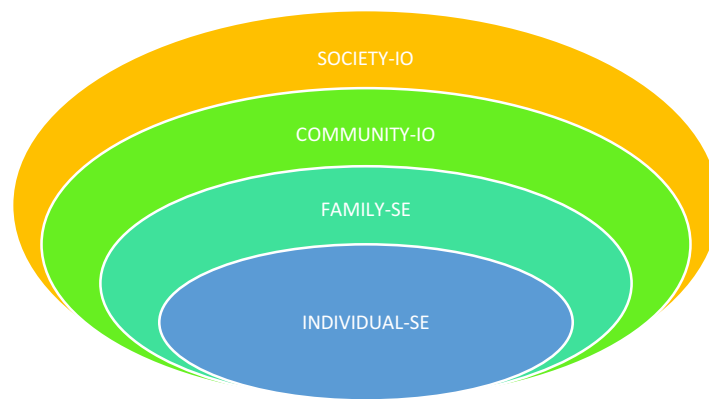 SOCIETY-IO
COMMUNITY-IO
FAMILY-SE
INDIVIDUAL-SE